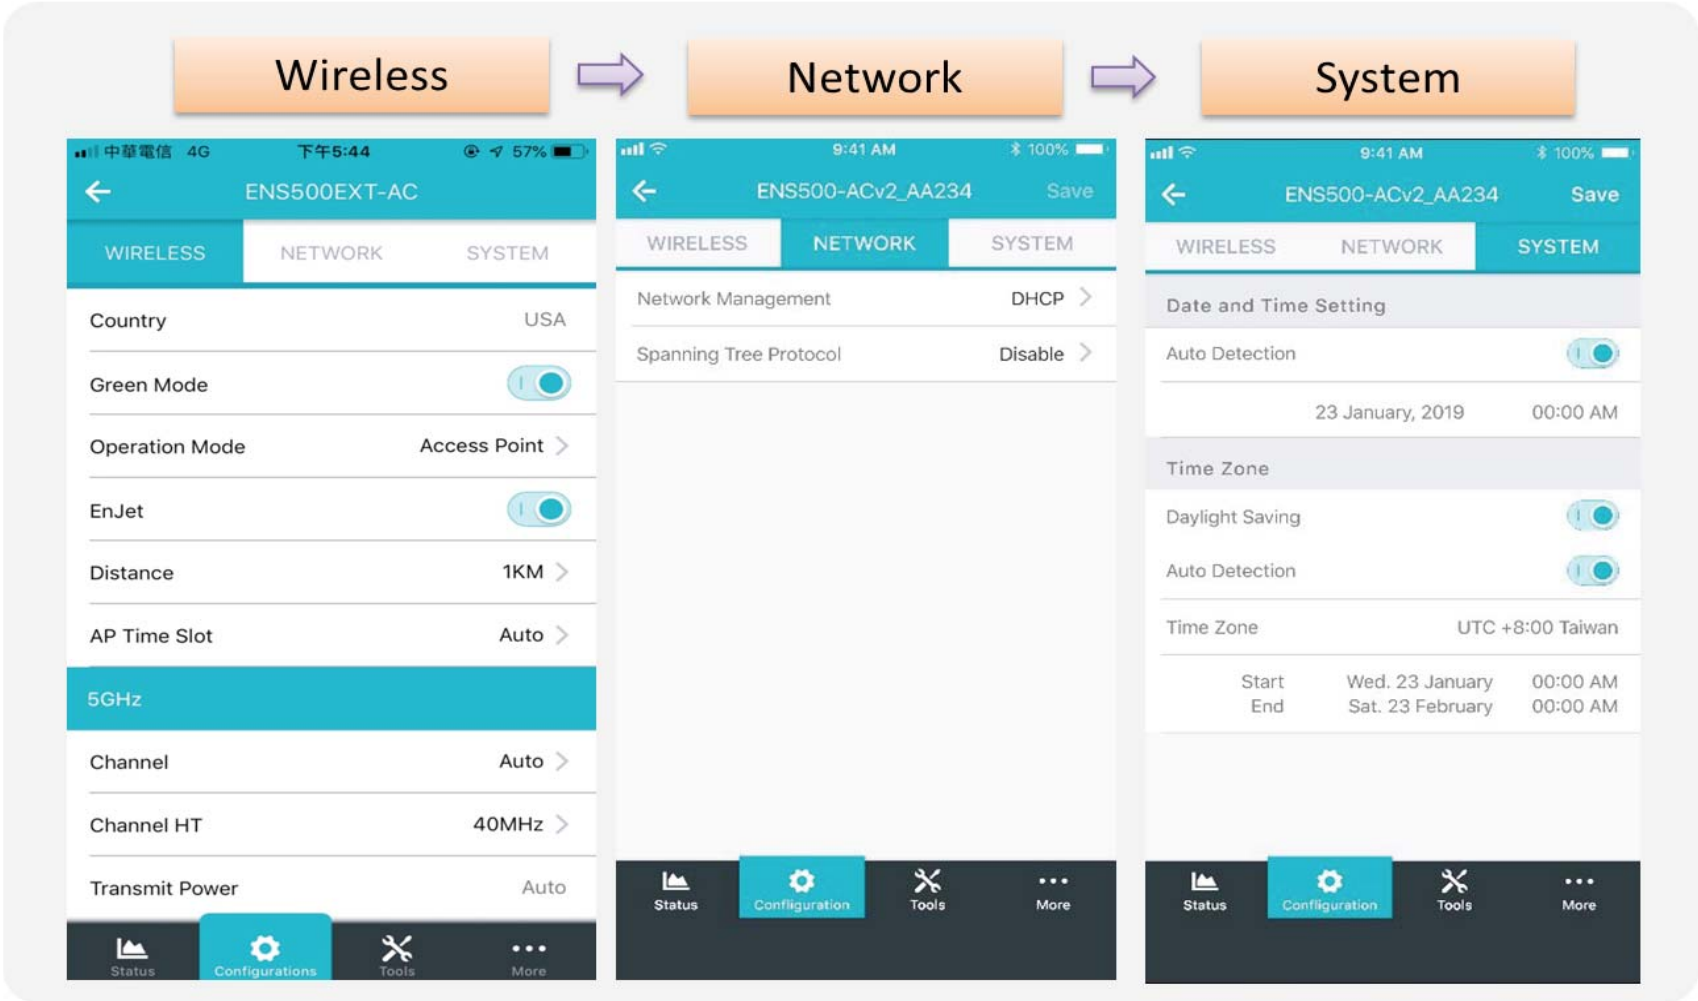 Wireless
Network
System
中華電信 4G 下午5:44 57%
ENS500EXT-AC
WIRELESS NETWORK SYSTEM
Country USA
Green Mode
Operation Mode Access Point
EnJet
Distance 1KM
AP Time Slot Auto
5GHz
Channel Auto
Channel HT 40MHz
Transmit Power Auto
Status Configurations Tools More
9:41 AM 100%
ENS500-ACv2_AA234 Save
WIRELESS NETWORK SYSTEM
Network Management DHCP
Spanning Tree Protocol Disable
Status Confliguration Tools More
9:41 AM 100%
ENS500-ACv2_AA234 Save
WIRELESS NETWORK SYSTEM
Date and Time Setting
Auto Detection
23 January, 2019 00:00 AM
Time Zone
Daylight Saving
Auto Detection
Time Zone UTC +8:00 Taiwan
Start Wed. 23 January 00:00 AM
End Sat. 23 February 00:00 AM
Status Confliguration Tools More